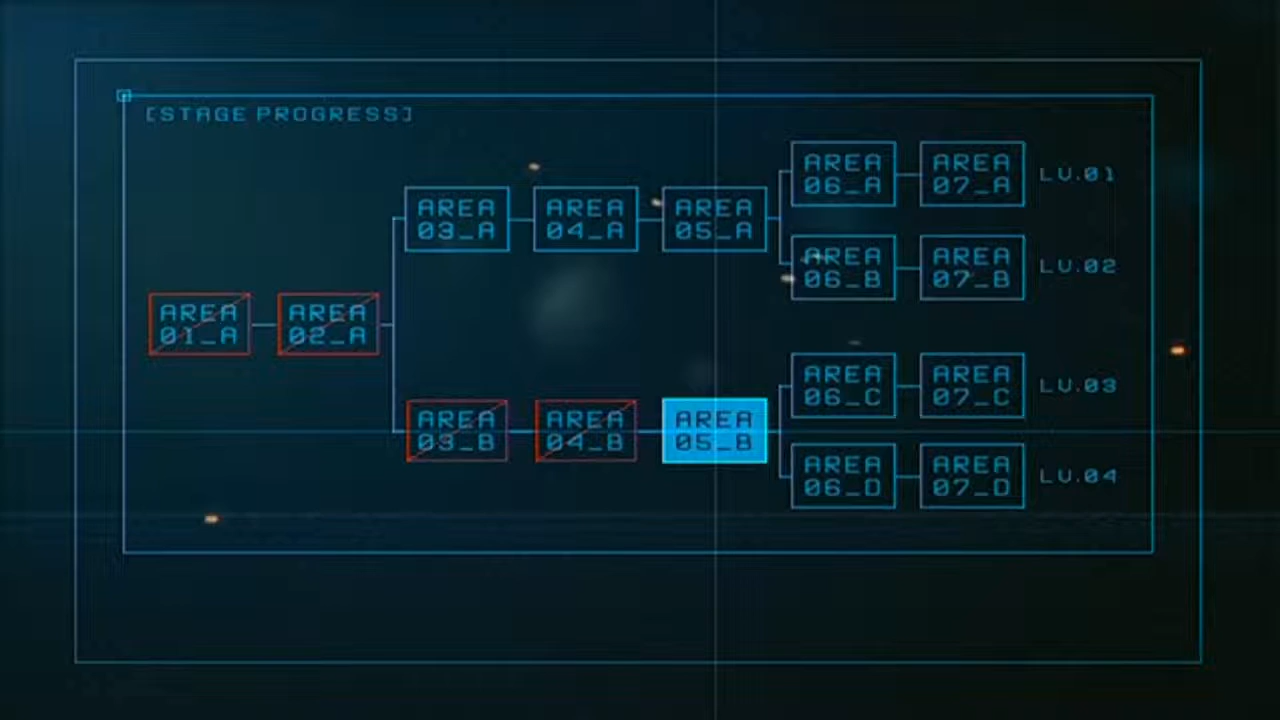 [STAGE PROGRESS]
AREA
01_A
AREA
02_A
AREA
03_A
AREA
04_A
AREA
05_A
AREA
06_A
AREA
07_A
LV.01
AREA
06_B
AREA
07_B
LV.02
AREA
03_B
AREA
04_B
AREA
05_B
AREA
06_C
AREA
07_C
LV.03
AREA
06_D
AREA
07_D
LV.04